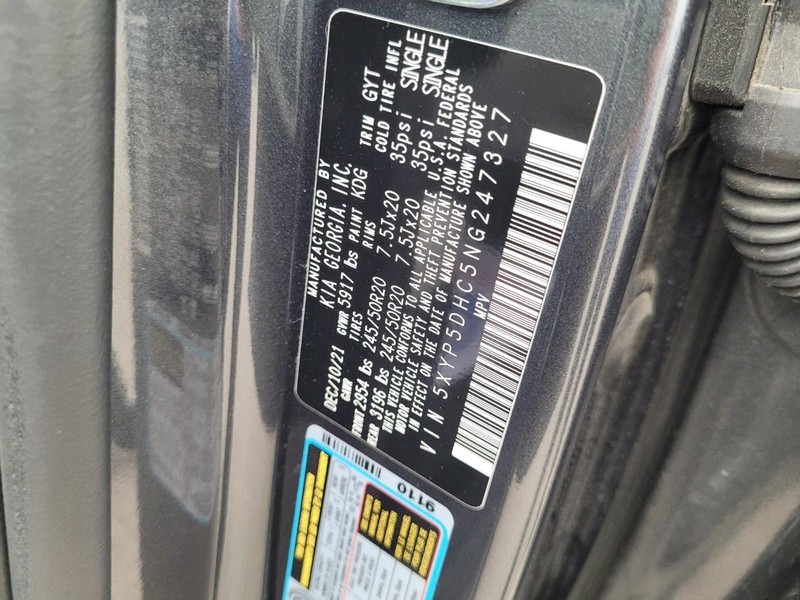 MANUFACTURED BY
KIA GEORGIA, INC.
DEC/10/21 GVWR 5917 lbs PAINT KDG TRIM GYT
GAWR TIRES RIMS COLD TIRE INFL
FRONT 2954 lbs 245/50R20 7.5Jx20 35psi SINGLE
REAR 3196 lbs 245/50R20 7.5Jx20 35psi SINGLE
THIS VEHICLE CONFORMS TO ALL APPLICABLE U.S.A. FEDERAL
MOTOR VEHICLE SAFETY AND THEFT PREVENTION STANDARDS
IN EFFECT ON THE DATE OF MANUFACTURE SHOWN ABOVE
VIN 5XYP5DHC5NG247327
MPV
9110